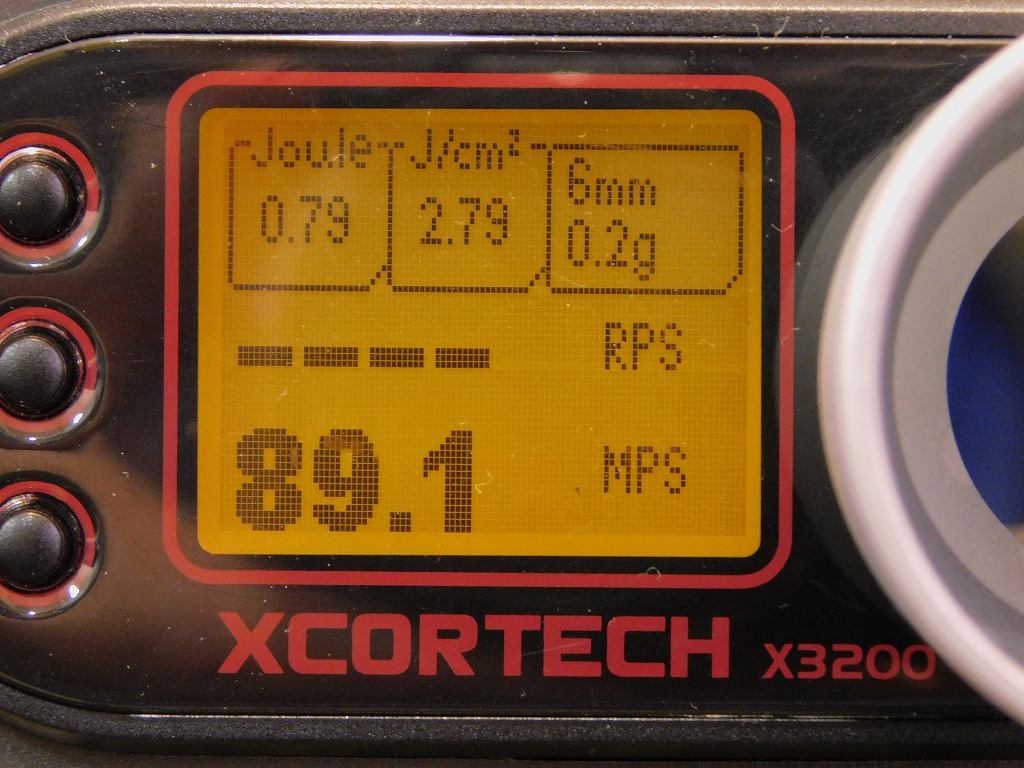 Joule J/cm² 6mm
0.79 2.79 0.2g
---- RPS
89.1 MPS
XCORTECH X3200